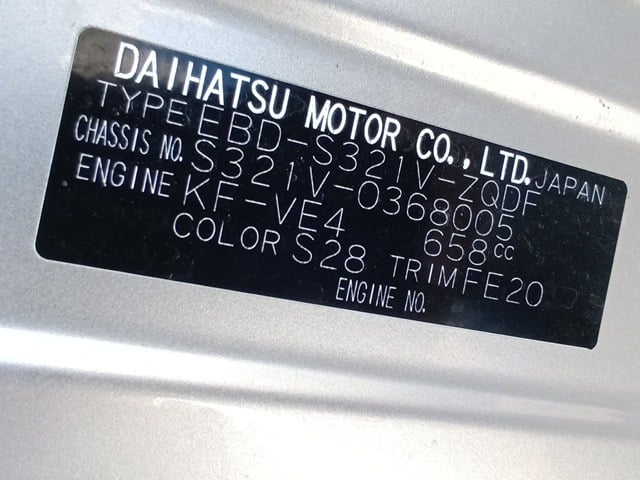 DAIHATSU MOTOR CO., LTD. JAPAN
TYPE EBD-S321V-ZQDF
CHASSIS NO. S321V-0368005
ENGINE KF-VE4 658cc
COLOR S28 TRIM FE20
ENGINE NO.